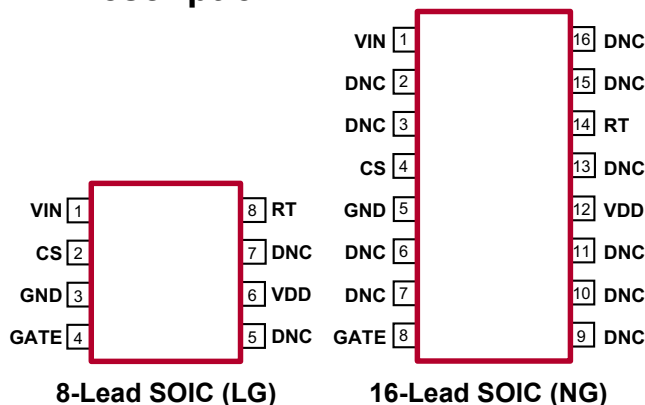 VIN 1
DNC 2
DNC 3
CS 4
GND 5
DNC 6
DNC 7
GATE 8
16 DNC
15 DNC
14 RT
13 DNC
12 VDD
11 DNC
10 DNC
9 DNC
16-Lead SOIC (NG)
VIN 1
CS 2
GND 3
GATE 4
8 RT
7 DNC
6 VDD
5 DNC
8-Lead SOIC (LG)